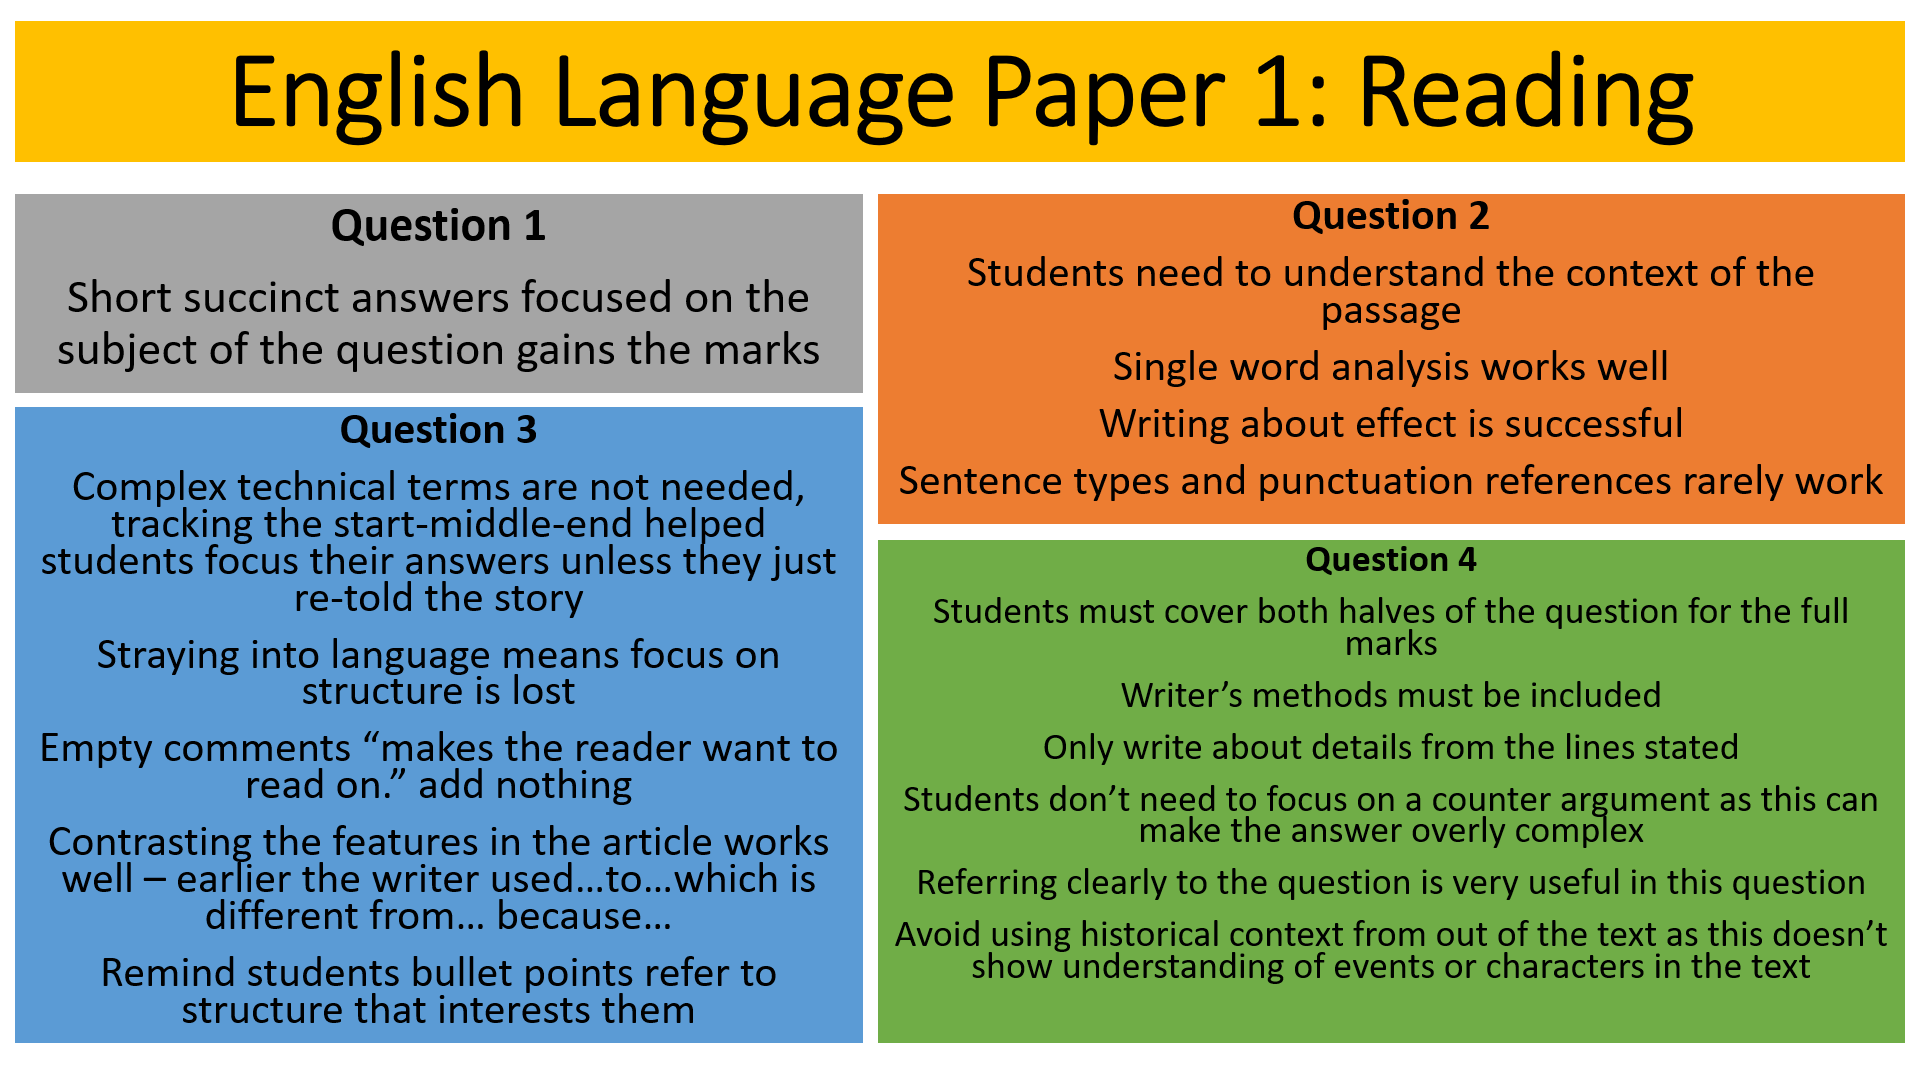 English Language Paper 1: Reading
Question 1
Short succinct answers focused on the
subject of the question gains the marks
Question 2
Students need to understand the context of the
passage
Single word analysis works well
Writing about effect is successful
Sentence types and punctuation references rarely work
Question 3
Complex technical terms are not needed,
tracking the start-middle-end helped
students focus their answers unless they just
re-told the story
Straying into language means focus on
structure is lost
Empty comments “makes the reader want to
read on.” add nothing
Contrasting the features in the article works
well – earlier the writer used…to…which is
different from… because…
Remind students bullet points refer to
structure that interests them
Question 4
Students must cover both halves of the question for the full
marks
Writer’s methods must be included
Only write about details from the lines stated
Students don’t need to focus on a counter argument as this can
make the answer overly complex
Referring clearly to the question is very useful in this question
Avoid using historical context from out of the text as this doesn’t
show understanding of events or characters in the text